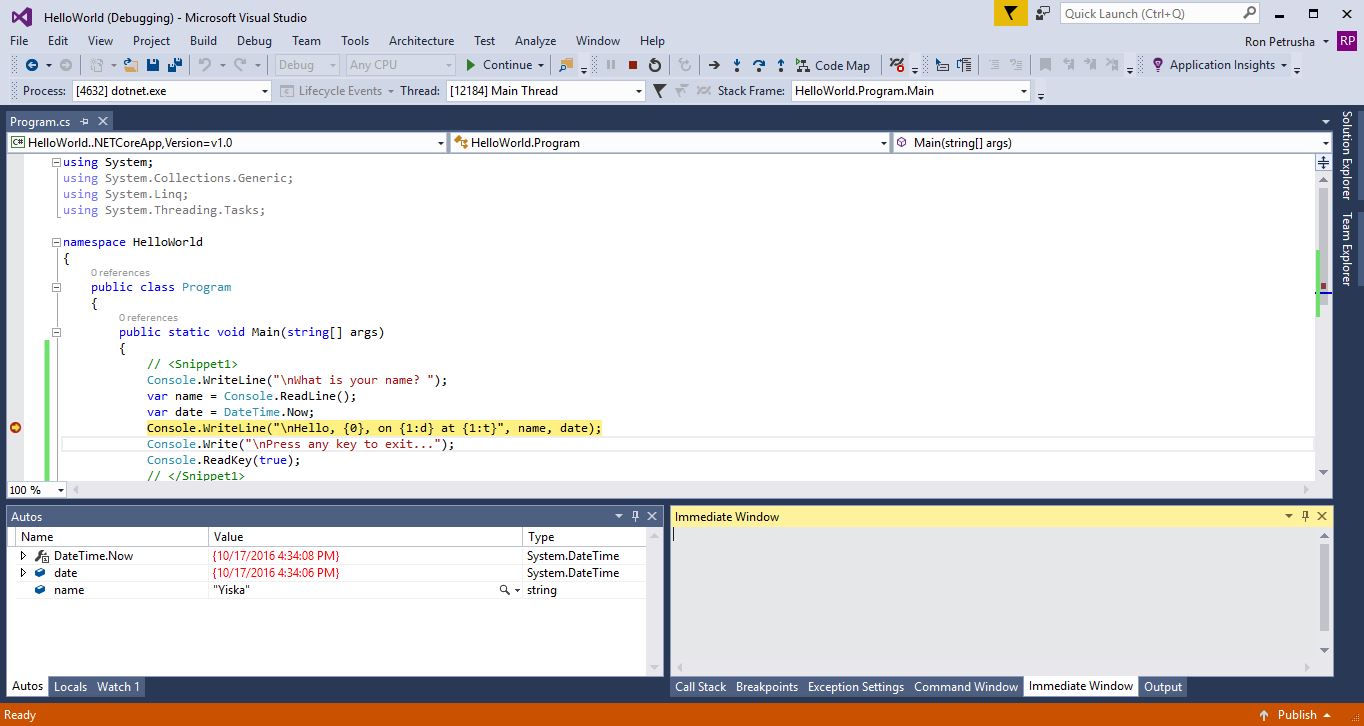 HelloWorld (Debugging) - Microsoft Visual Studio
Quick Launch (Ctrl+Q)
File Edit View Project Build Debug Team Tools Architecture Test Analyze Window Help
Ron Petrusha RP
Debug Any CPU Continue Code Map Application Insights
Process: [4632] dotnet.exe Lifecycle Events Thread: [12184] Main Thread Stack Frame: HelloWorld.Program.Main
Program.cs
HelloWorld..NETCoreApp,Version=v1.0 HelloWorld.Program Main(string[] args)
Solution Explorer
Team Explorer
using System;
using System.Collections.Generic;
using System.Linq;
using System.Threading.Tasks;
namespace HelloWorld
{
0 references
public class Program
{
0 references
public static void Main(string[] args)
{
// <Snippet1>
Console.WriteLine("\nWhat is your name? ");
var name = Console.ReadLine();
var date = DateTime.Now;
Console.WriteLine("\nHello, {0}, on {1:d} at {1:t}", name, date);
Console.Write("\nPress any key to exit...");
Console.ReadKey(true);
// </Snippet1>
100 %
Autos
Name Value Type
DateTime.Now {10/17/2016 4:34:08 PM} System.DateTime
date {10/17/2016 4:34:06 PM} System.DateTime
name "Yiska" string
Autos Locals Watch 1
Immediate Window
Call Stack Breakpoints Exception Settings Command Window Immediate Window Output
Ready Publish